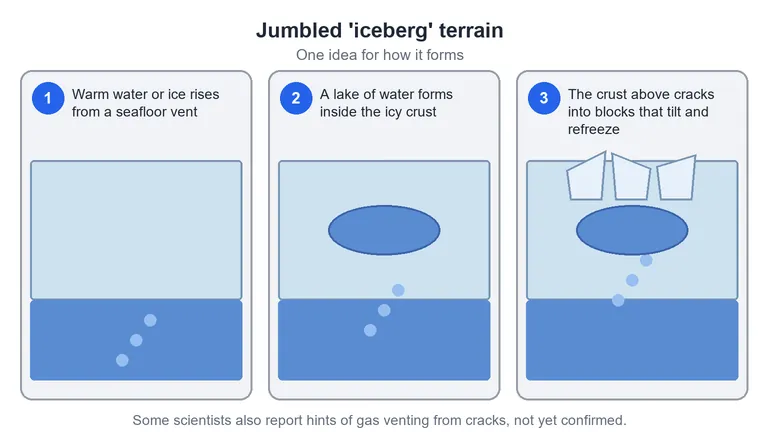 Jumbled 'iceberg' terrain
One idea for how it forms
1
Warm water or ice rises
from a seafloor vent
2
A lake of water forms
inside the icy crust
3
The crust above cracks
into blocks that tilt and
refreeze
Some scientists also report hints of gas venting from cracks, not yet confirmed.